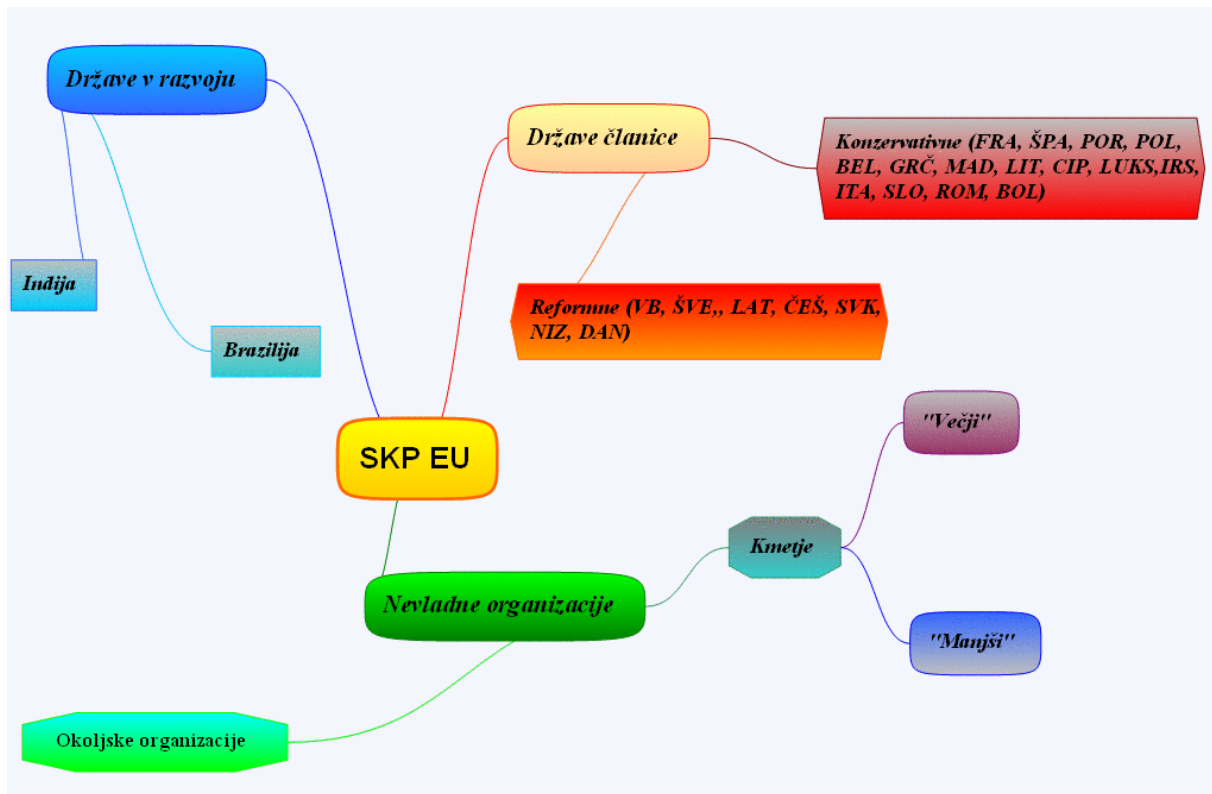 Države v razvoju
Države članice
Konzervativne (FRA, ŠPA, POR, POL,
BEL, GRČ, MAD, LIT, CIP, LUKS,IRS,
ITA, SLO, ROM, BOL)
Indija
Reformne (VB, ŠVE,, LAT, ČEŠ, SVK,
NIZ, DAN)
Brazilija
"Večji"
SKP EU
Kmetje
Nevladne organizacije
"Manjši"
Okoljske organizacije